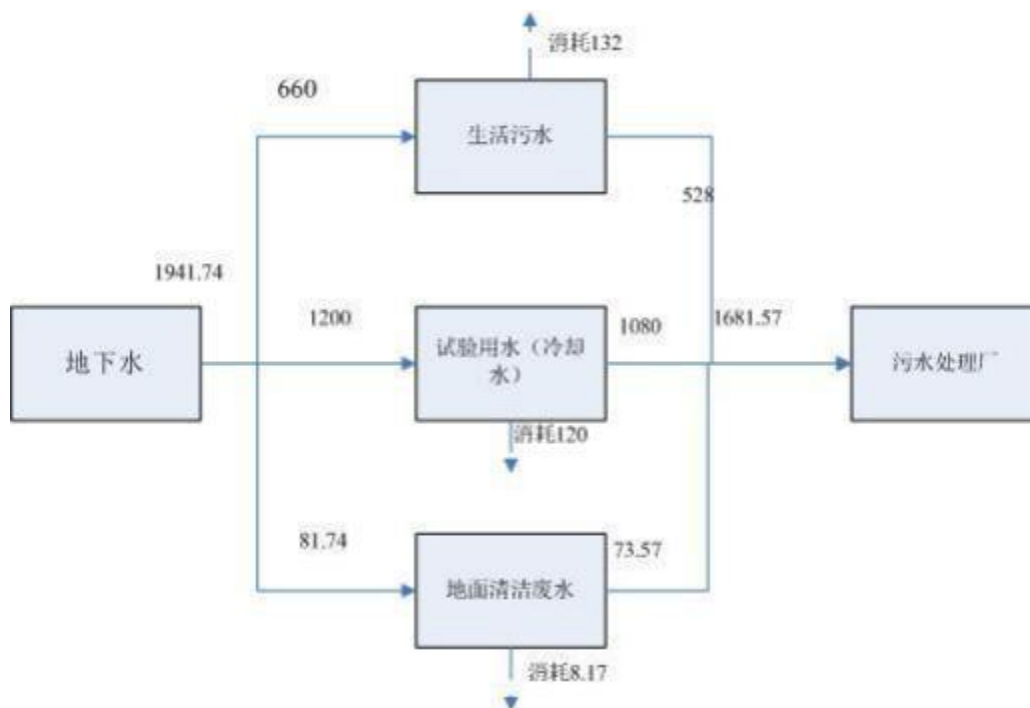 消耗132
660
生活污水
528
1941.74
1200
1080
1681.57
地下水
试验用水（冷却
水）
污水处理厂
消耗120
81.74
73.57
地面清洁废水
消耗8.17